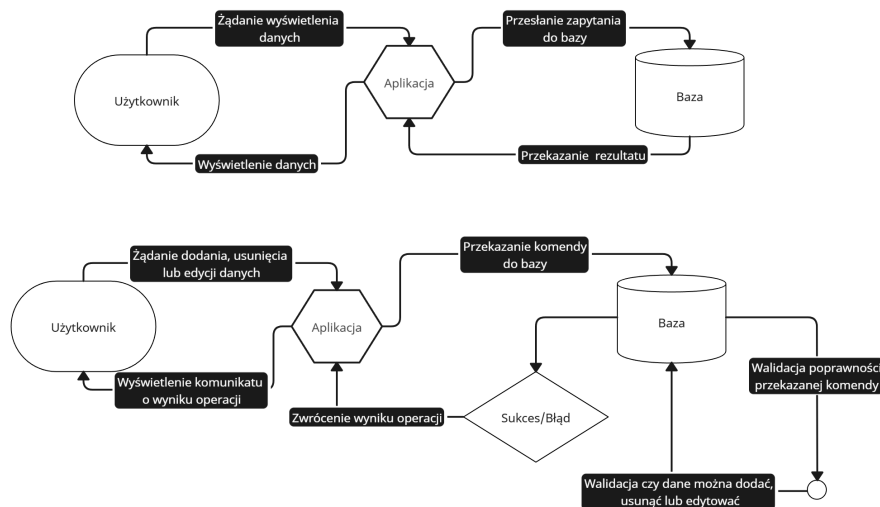 Żądanie wyświetlenia
danych
Przesłanie zapytania
do bazy
Użytkownik
Aplikacja
Baza
Wyświetlenie danych
Przekazanie rezultatu
Żądanie dodania, usunięcia
lub edycji danych
Przekazanie komendy
do bazy
Użytkownik
Aplikacja
Baza
Wyświetlenie komunikatu
o wyniku operacji
Zwrócenie wyniku operacji
Sukces/Błąd
Walidacja poprawności
przekazanej komendy
Walidacja czy dane można dodać,
usunąć lub edytować